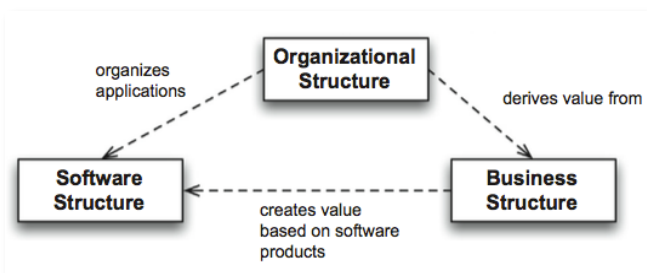 Organizational
Structure
organizes
applications
derives value from
Software
Structure
Business
Structure
creates value
based on software
products